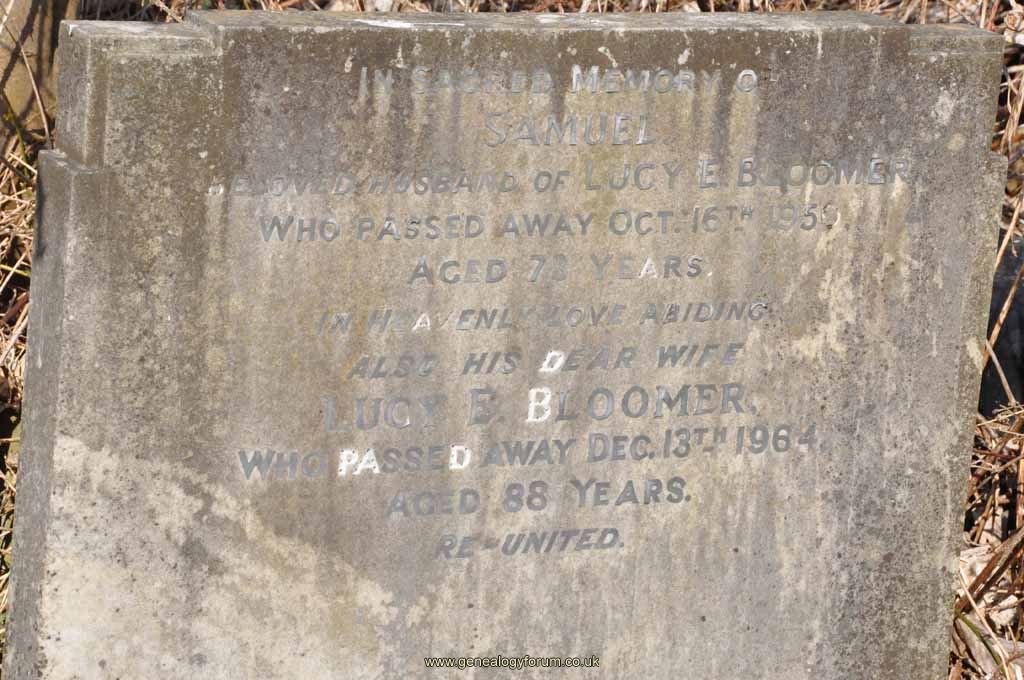 IN SACRED MEMORY OF
SAMUEL.
BELOVED HUSBAND OF LUCY E. BLOOMER,
WHO PASSED AWAY OCT. 16TH
AGED YEARS.
IN HEAVENLY LOVE ABIDING
ALSO HIS DEAR WIFE
LUCY E. BLOOMER,
WHO PASSED AWAY DEC. 13TH 1964,
AGED 88 YEARS.
RE-UNITED.
www.genealogyforum.co.uk